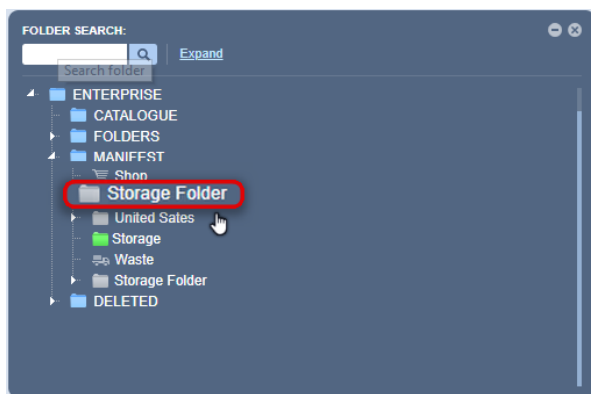 FOLDER SEARCH:
Expand
Search folder
ENTERPRISE
CATALOGUE
FOLDERS
MANIFEST
Shop
Storage Folder
United Sates
Storage
Waste
Storage Folder
DELETED